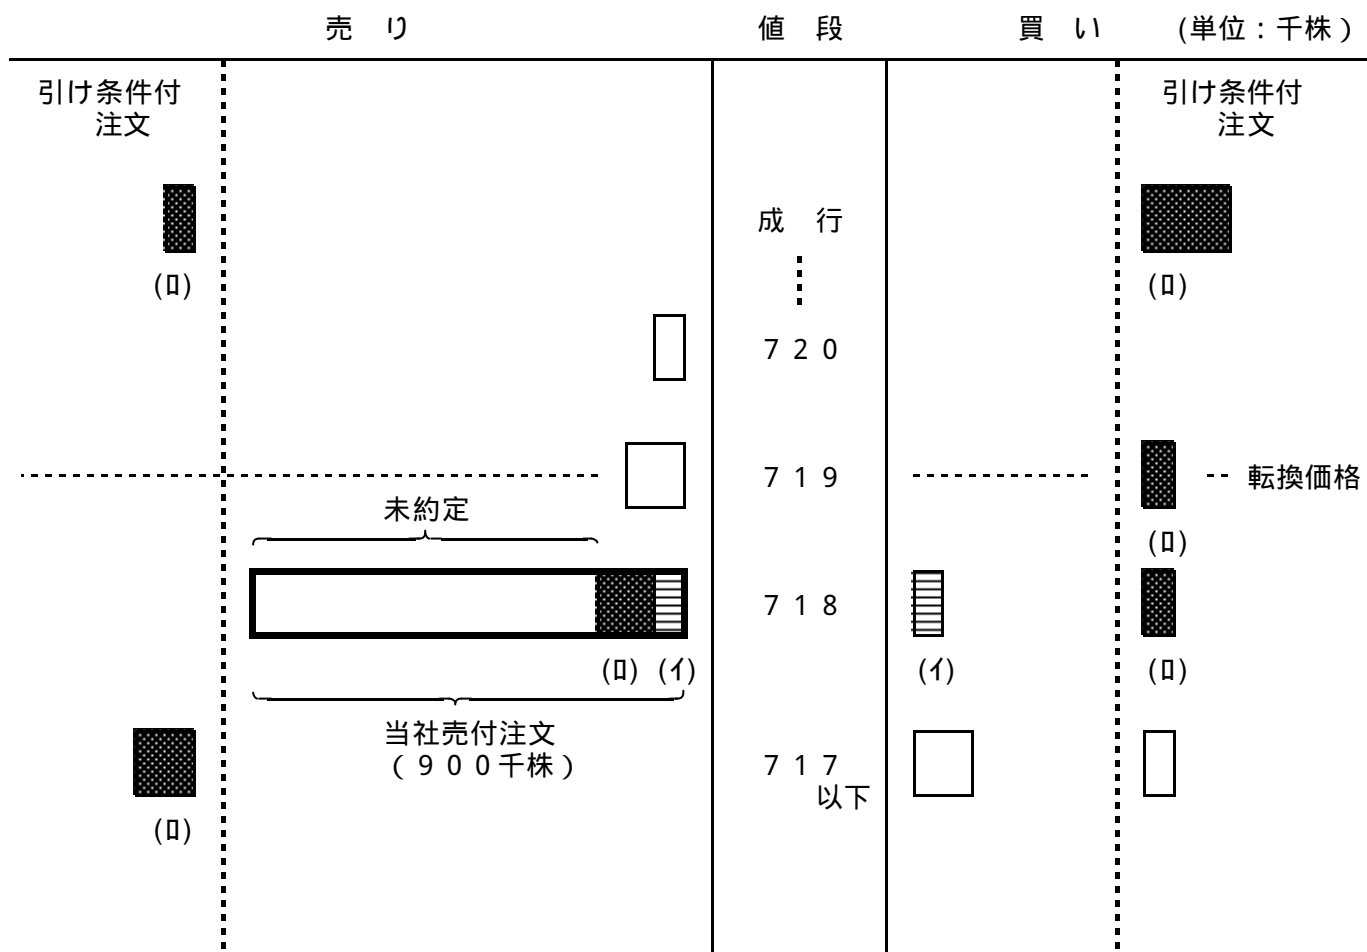 売 り 値 段 買 い (単位：千株)
引け条件付 引け条件付
注文 注文
成 行
(ﾛ) (ﾛ)
７２０
７１９ 転換価格
未約定
(ﾛ)
７１８
(ﾛ) (ｲ) (ｲ) (ﾛ)
当社売付注文
（９００千株） ７１７
以下
(ﾛ)